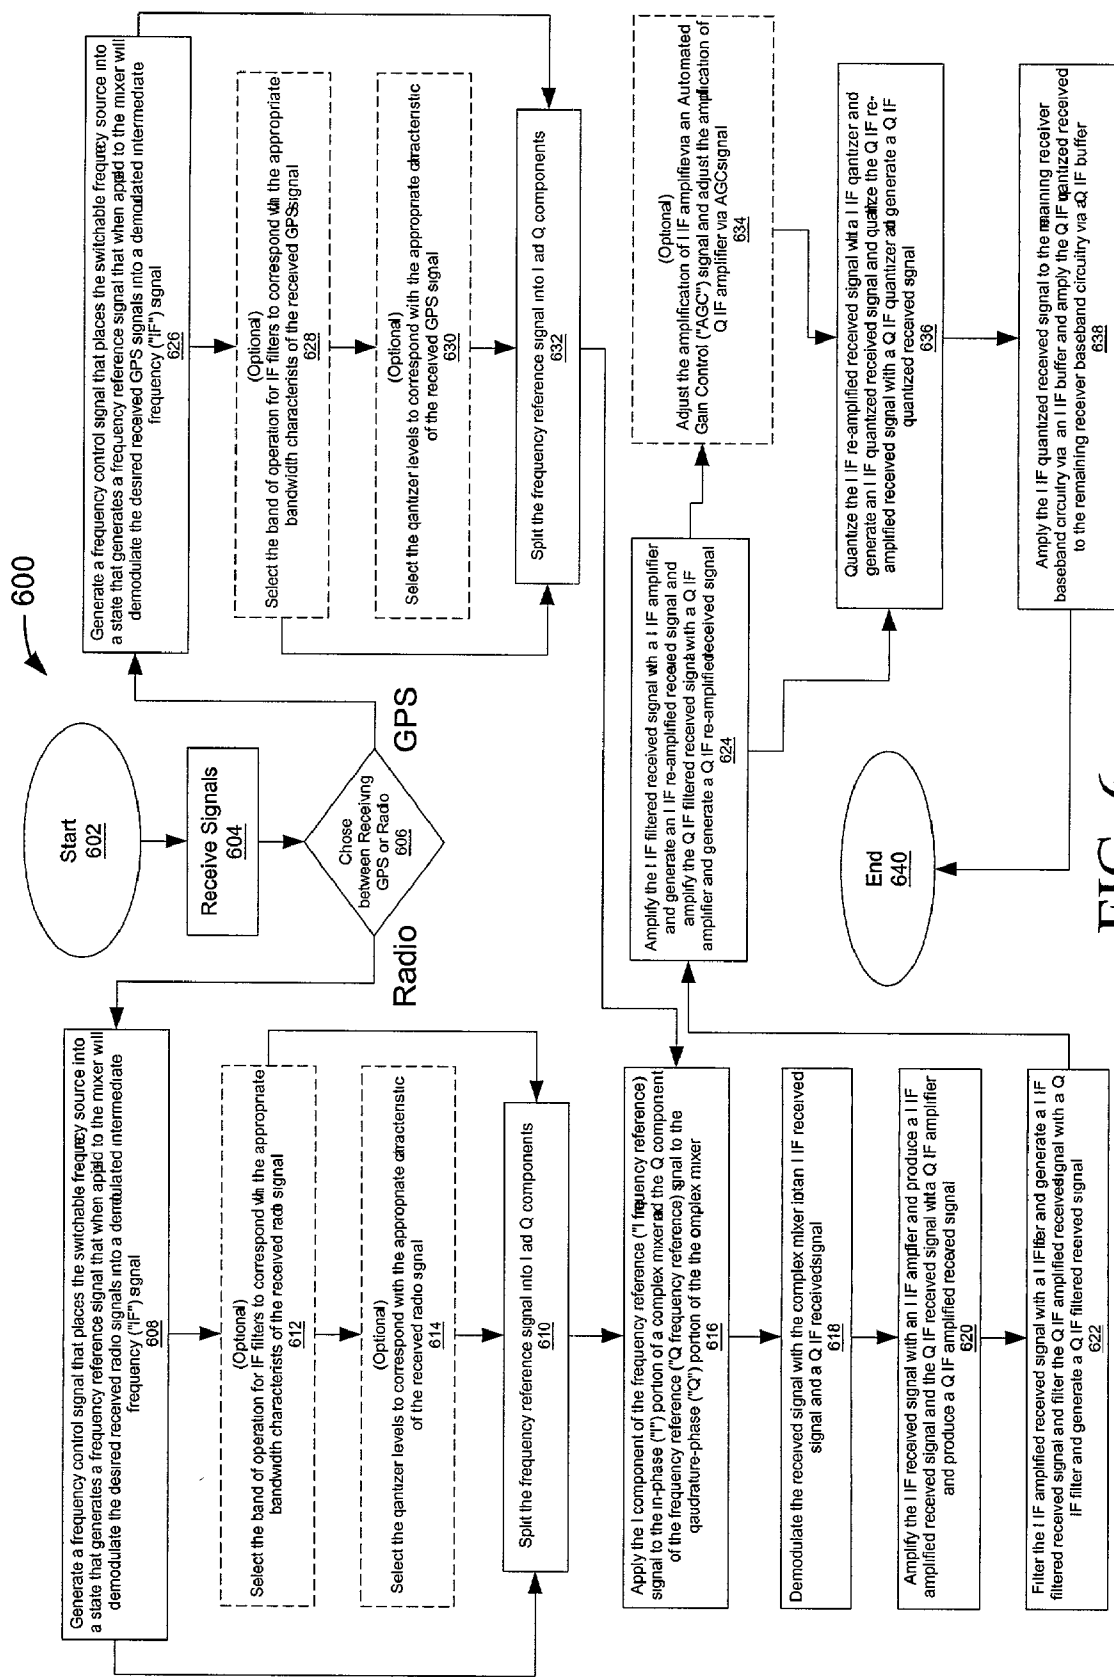 600
Start
602
Receive Signals
604
Chose
between Receivng
GPS or Radio
606
Radio
GPS
Generate a frequency control signal that places the switchable frequency source into
a state that generates a frequency reference signal that when appled to the mixer will
demodulate the desired received radio signals into a demodulated intermediate
frequency ("IF") signal
608
(Optional)
Select the band of operation for IF filters to correspond with the appropriate
bandwidth characterists of the received radio signal
612
(Optional)
Select the qantizer levels to correspond with the appropriate characteristic
of the received radio signal
614
Split the frequency reference signal into I ad Q components
610
Apply the I component of the frequency reference ("I frequency reference)
signal to the in-phase ("I") portion of a complex mixer and the Q component
of the frequency reference ("Q frequency reference) signal to the
qaudrature-phase ("Q") portion of the the complex mixer
616
Demodulate the received signal with the complex mixer into an I IF received
signal and a Q IF received signal
618
Amplify the I IF received signal with an I IF amplifier and produce a I IF
amplified received signal and the Q IF received signal with a Q IF amplifier
and produce a Q IF amplified received signal
620
Filter the I IF amplified received signal with a I IF filter and generate a I IF
filtered received signal and filter the Q IF amplified received signal with a Q
IF filter and generate a Q IF filtered received signal
622
Generate a frequency control signal that places the switchable frequency source into
a state that generates a frequency reference signal that when appled to the mixer will
demodulate the desired received GPS signals into a demodulated intermediate
frequency ("IF") signal
626
(Optional)
Select the band of operation for IF filters to correspond with the appropriate
bandwidth characterists of the received GPS signal
628
(Optional)
Select the qantizer levels to correspond with the appropriate characteristic
of the received GPS signal
630
Split the frequency reference signal into I ad Q components
632
Amplify the I IF filtered received signal with a I IF amplifier
and generate an I IF re-amplified received signal and
amplify the Q IF filtered received signal with a Q IF
amplifier and generate a Q IF re-amplified received signal
624
(Optional)
Adjust the amplification of I IF amplifie via an Automated
Gain Control ("AGC") signal and adjust the amplication of
Q IF amplifier via AGC signal
634
Quantize the I IF re-amplified received signal with a I IF qantizer and
generate an I IF quantized received signal and quantize the Q IF re-
amplified received signal with a Q IF quantizer ad generate a Q IF
quantized received signal
636
Amply the I IF quantized received signal to the remaining receiver
baseband circuitry via an I IF buffer and amply the Q IF quantized received
to the remaining receiver baseband circuitry via a Q IF buffer
638
End
640